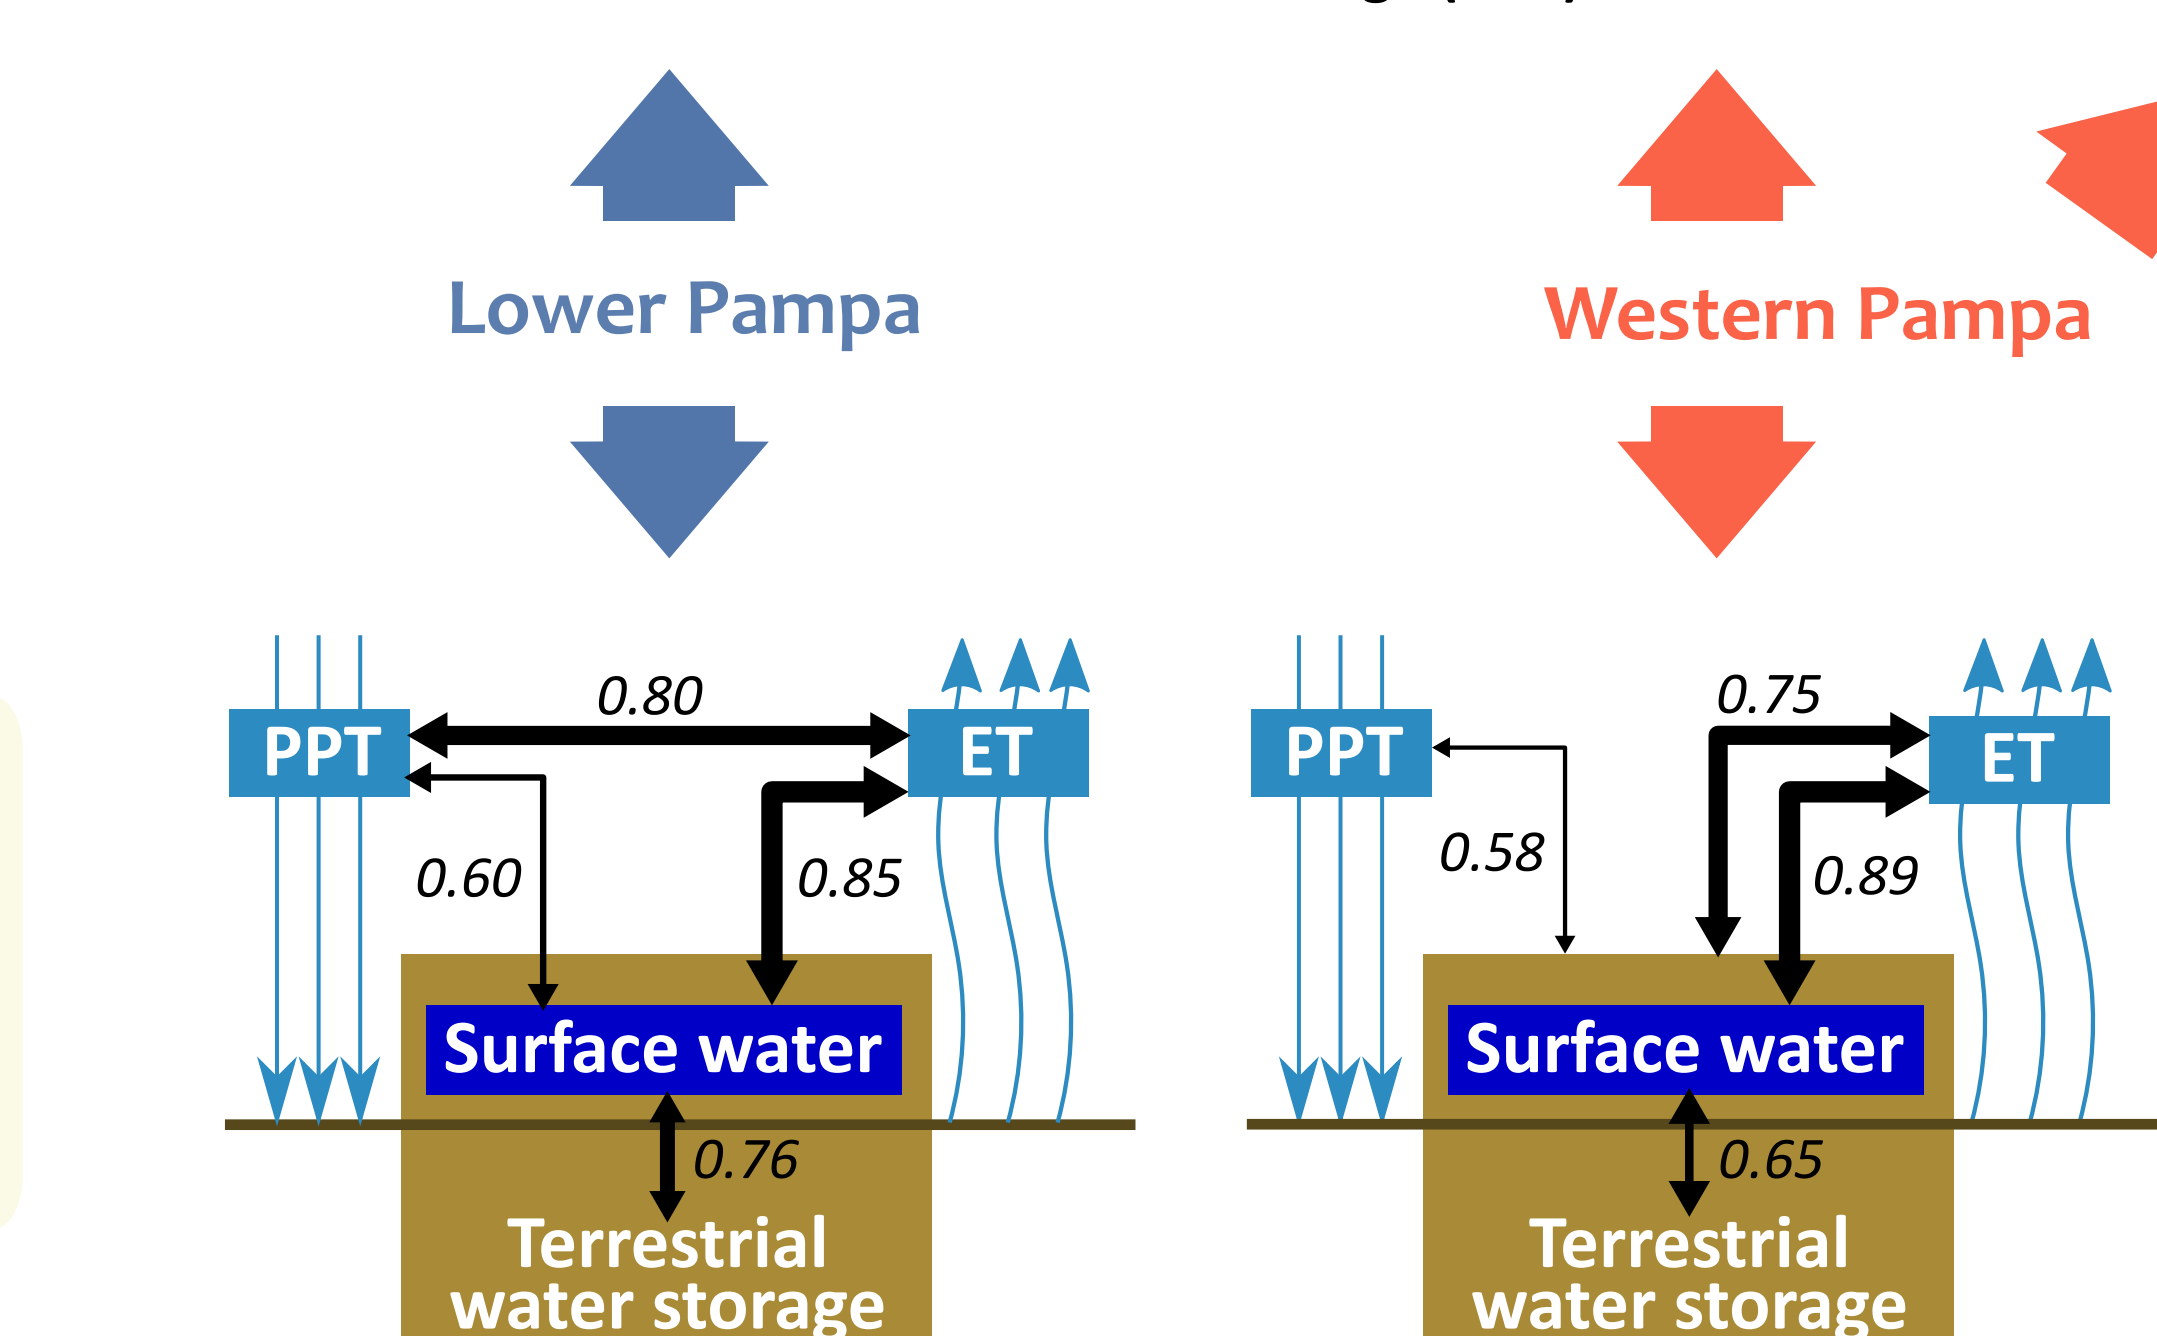 Lower Pampa
Western Pampa
0.80
0.75
PPT
ET
PPT
ET
0.60
0.85
0.58
0.89
Surface water
Surface water
0.76
0.65
Terrestrial
water storage
Terrestrial
water storage